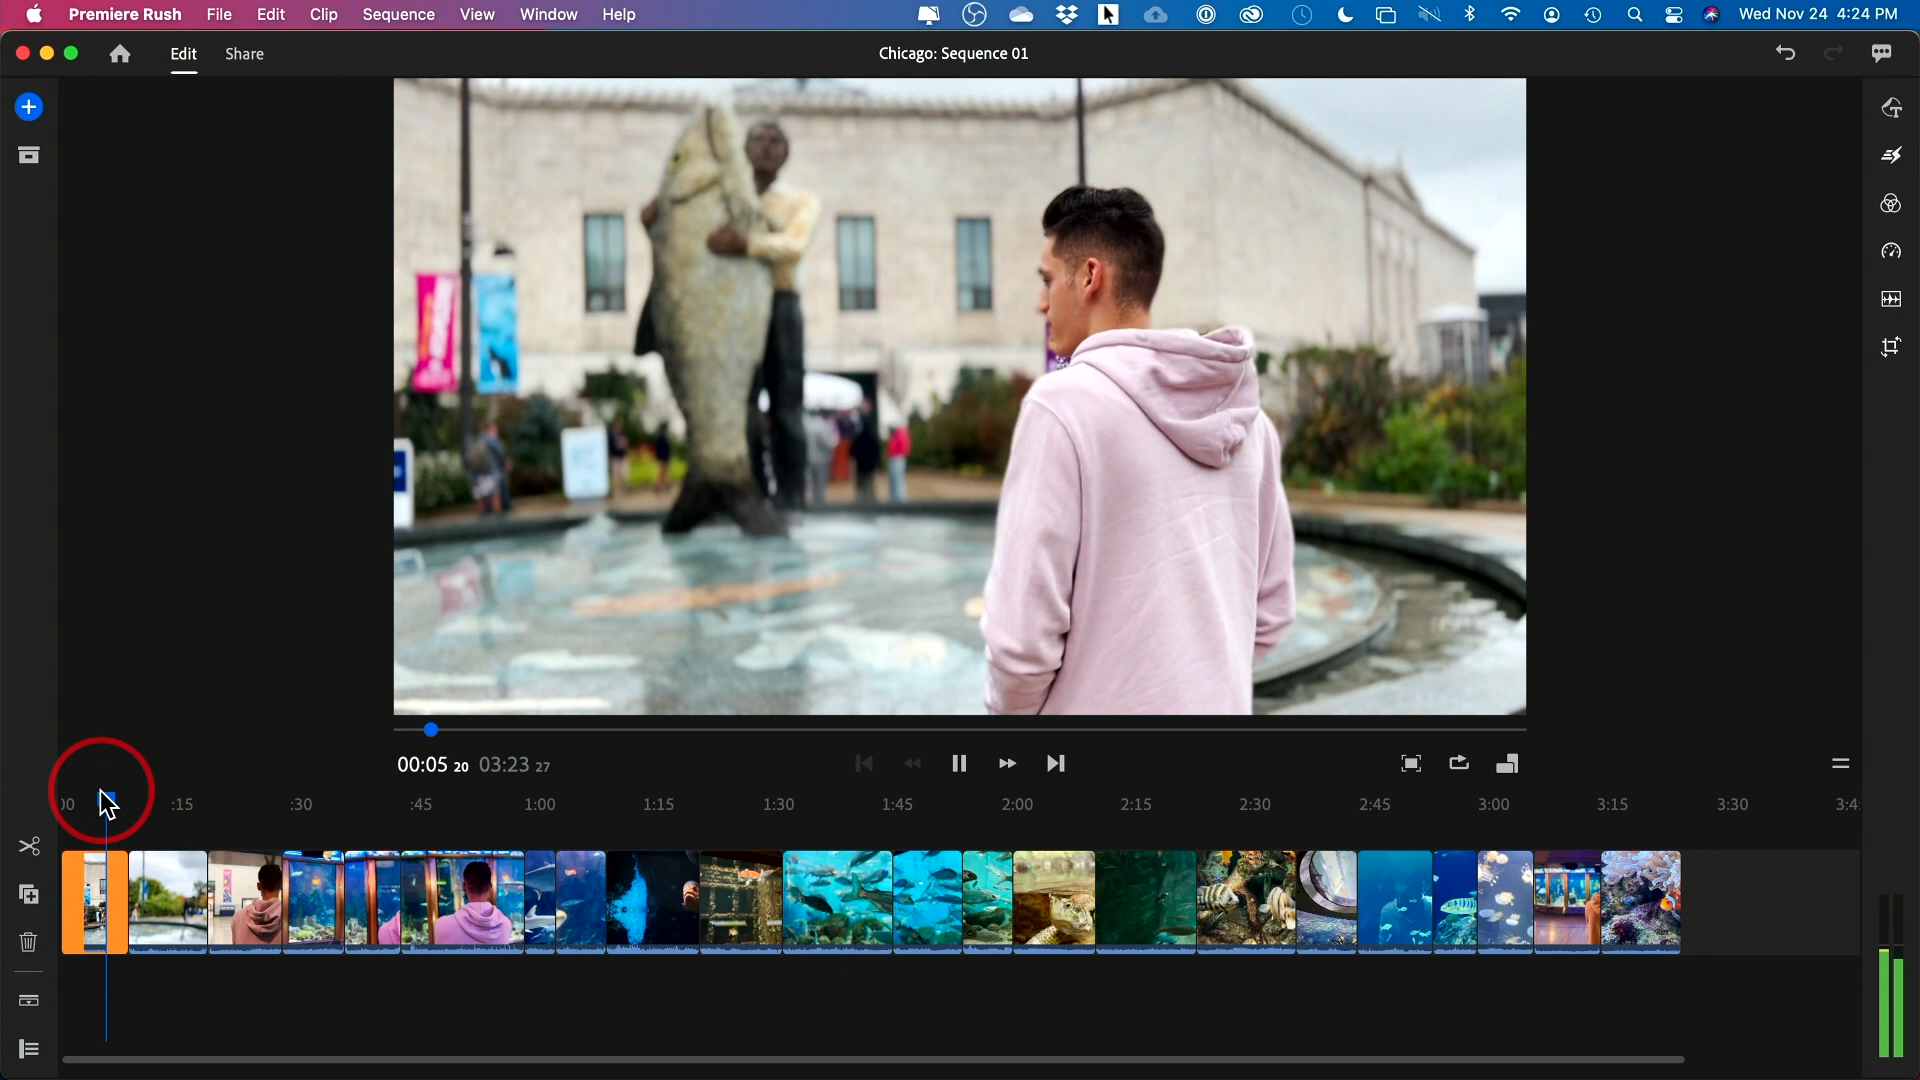 Premiere Rush File Edit Clip Sequence View Window Help Wed Nov 24 4:24 PM
Edit Share Chicago: Sequence 01
00:05 20 03:23 27
00 :15 :30 :45 1:00 1:15 1:30 1:45 2:00 2:15 2:30 2:45 3:00 3:15 3:30 3:4